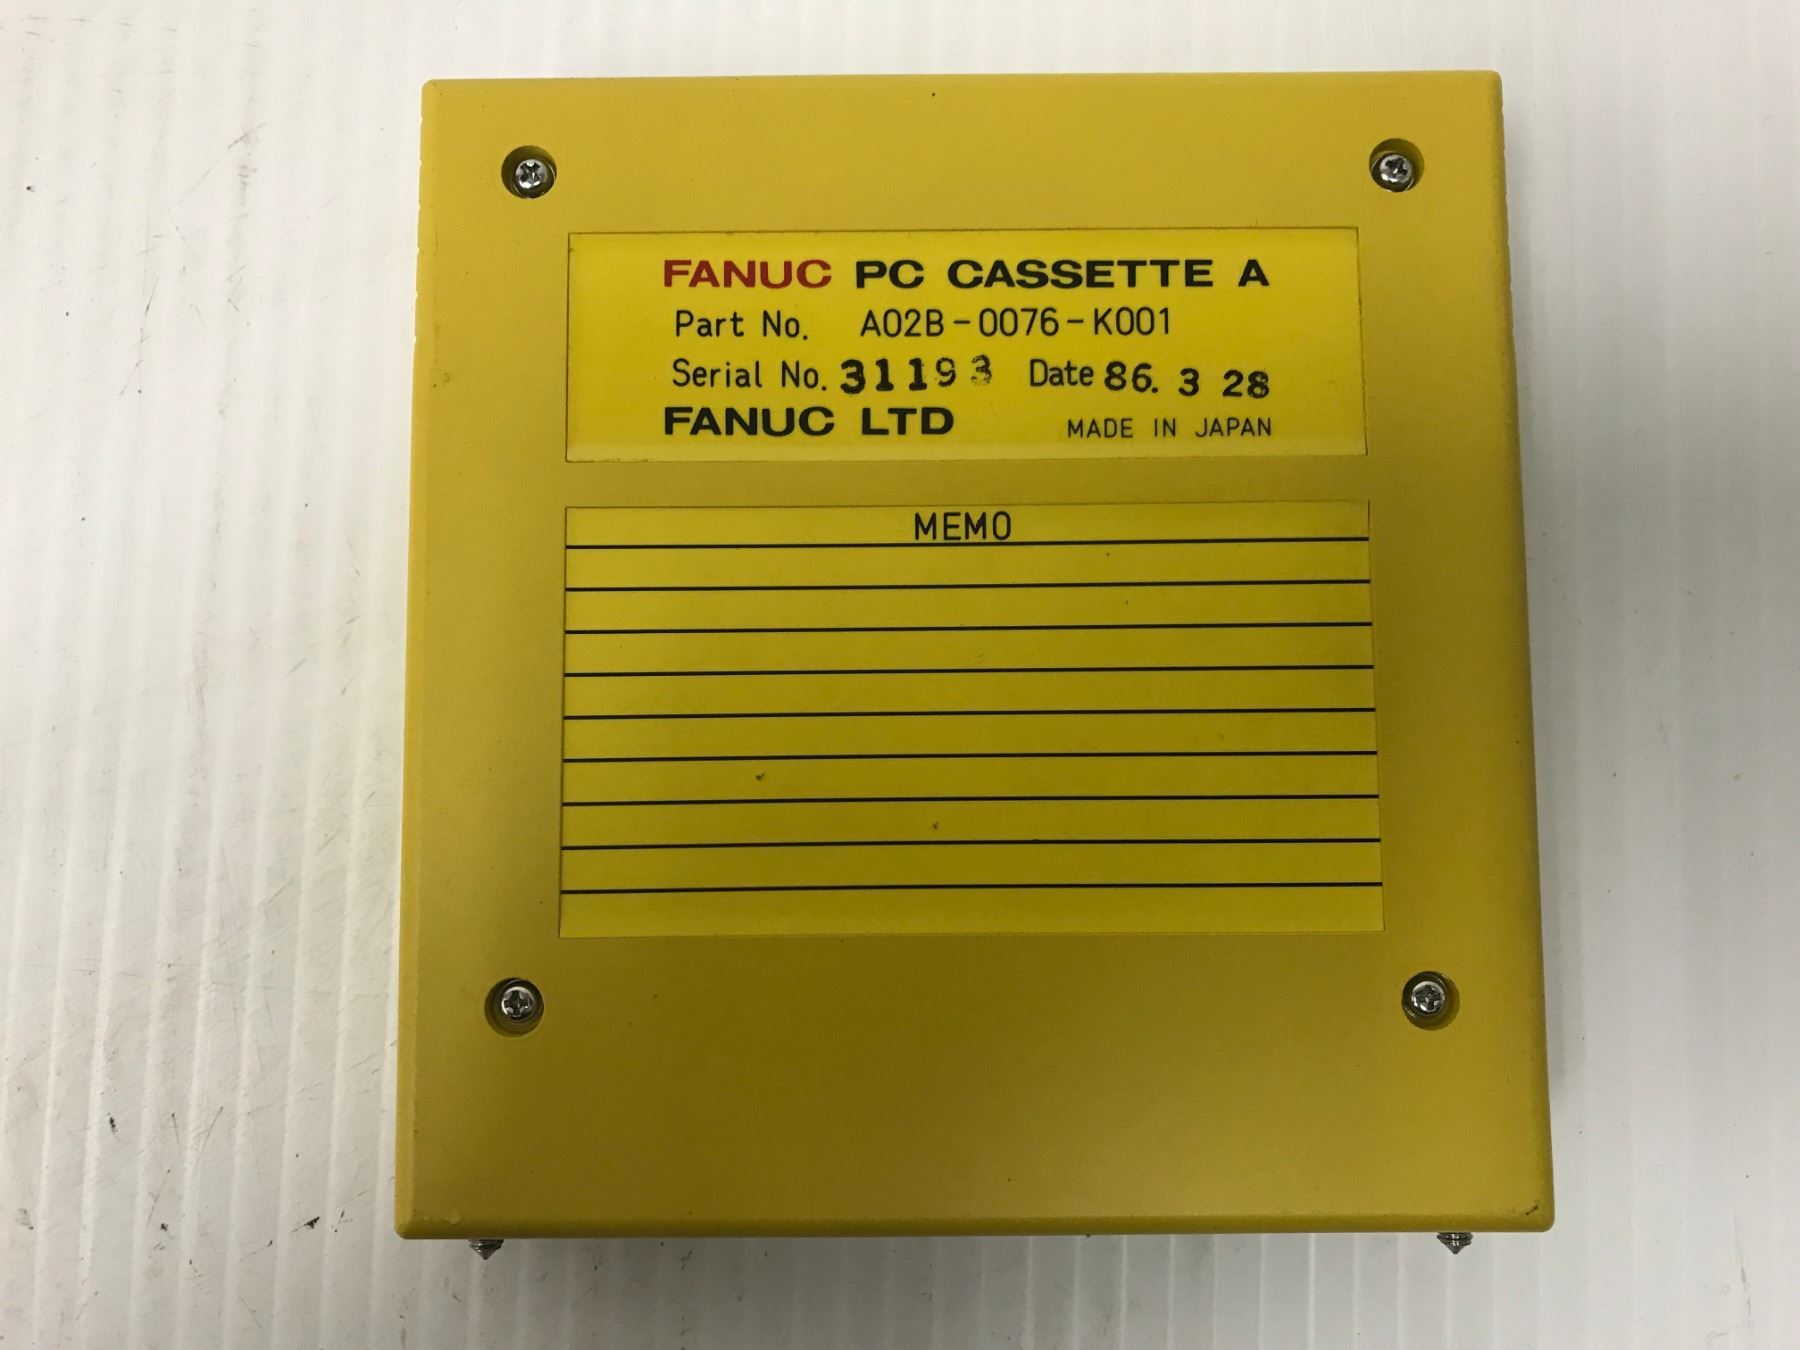 FANUC PC CASSETTE A
Part No. A02B-0076-K001
Serial No. 31193 Date 86. 3 28
FANUC LTD MADE IN JAPAN
MEMO